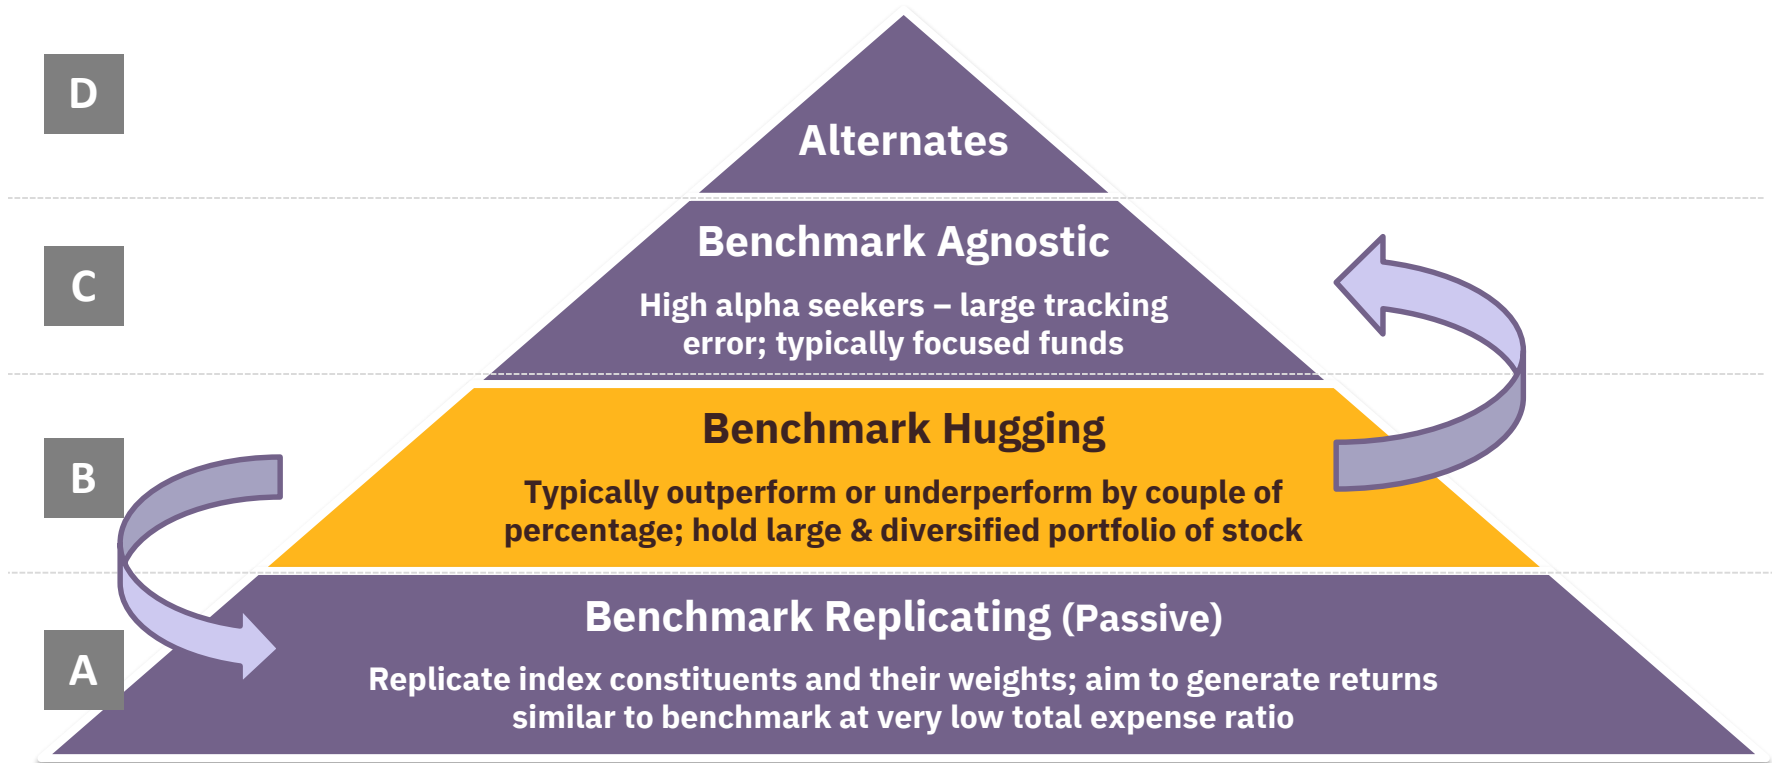 D
Alternates
C
Benchmark Agnostic
High alpha seekers – large tracking
error; typically focused funds
B
Benchmark Hugging
Typically outperform or underperform by couple of
percentage; hold large & diversified portfolio of stock
A
Benchmark Replicating (Passive)
Replicate index constituents and their weights; aim to generate returns
similar to benchmark at very low total expense ratio